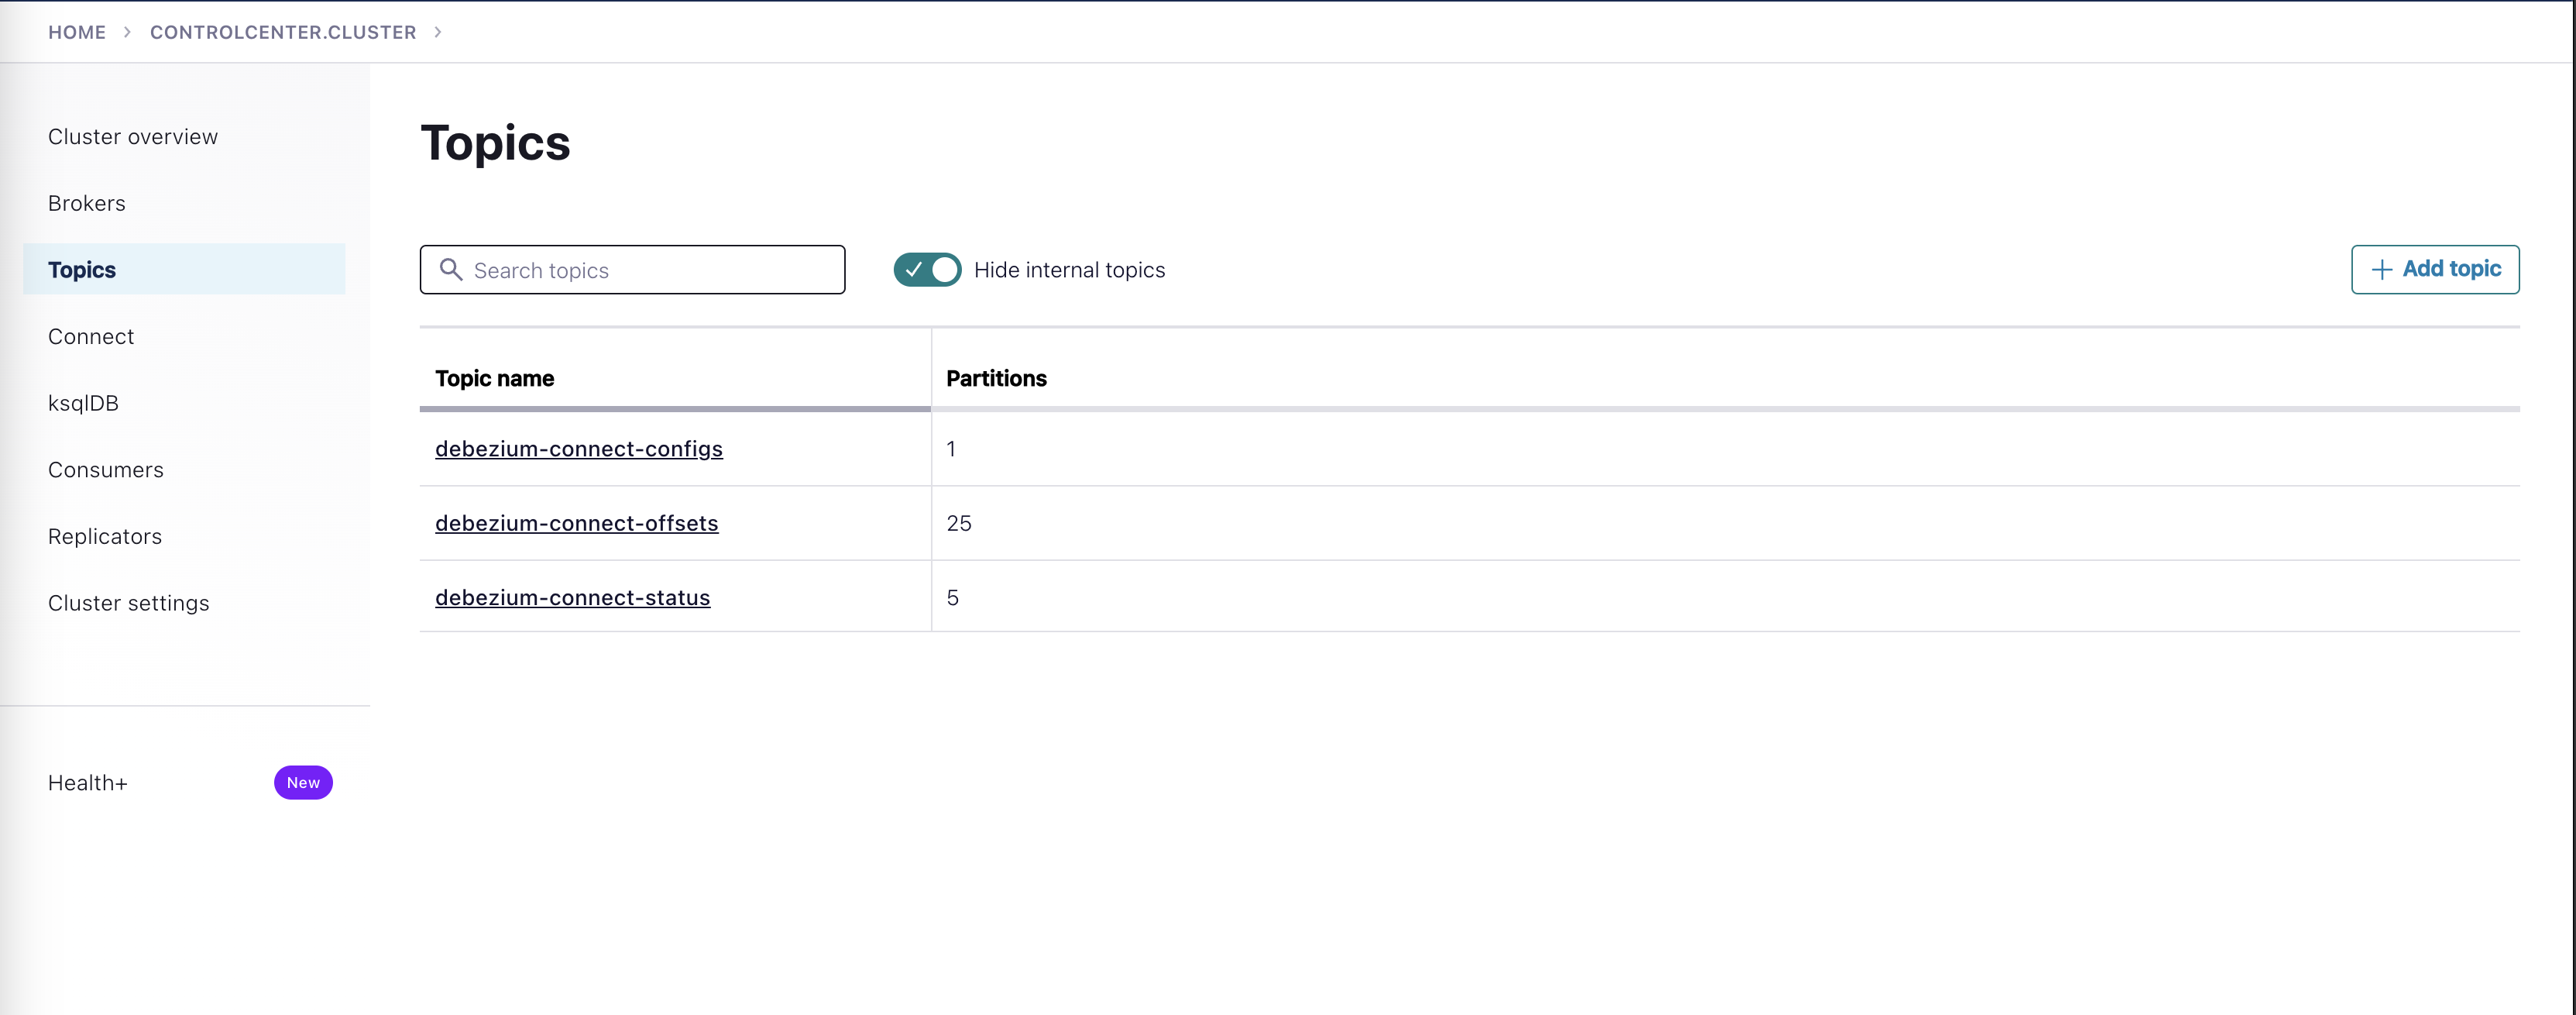 HOME > CONTROLCENTER.CLUSTER >
Cluster overview
Brokers
Topics
Connect
ksqlDB
Consumers
Replicators
Cluster settings
Health+ New
Topics
Search topics
Hide internal topics
+ Add topic
Topic name Partitions
debezium-connect-configs 1
debezium-connect-offsets 25
debezium-connect-status 5